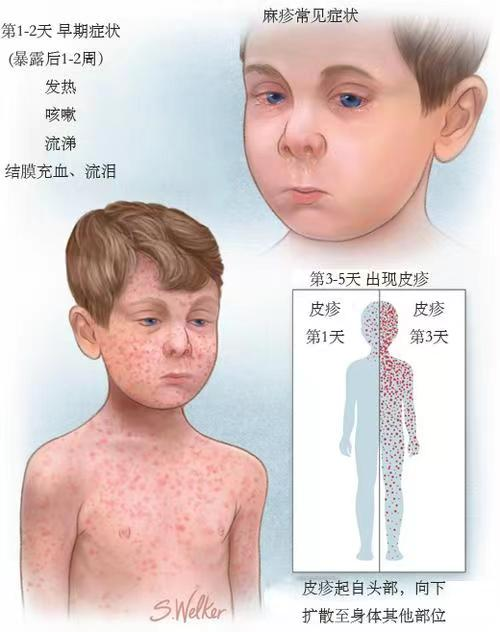 麻疹常见症状
第1-2天 早期症状
(暴露后1-2周）
发热
咳嗽
流涕
结膜充血、流泪
第3-5天 出现皮疹
皮疹
第1天
皮疹
第3天
皮疹起自头部，向下
扩散至身体其他部位
S.Welker